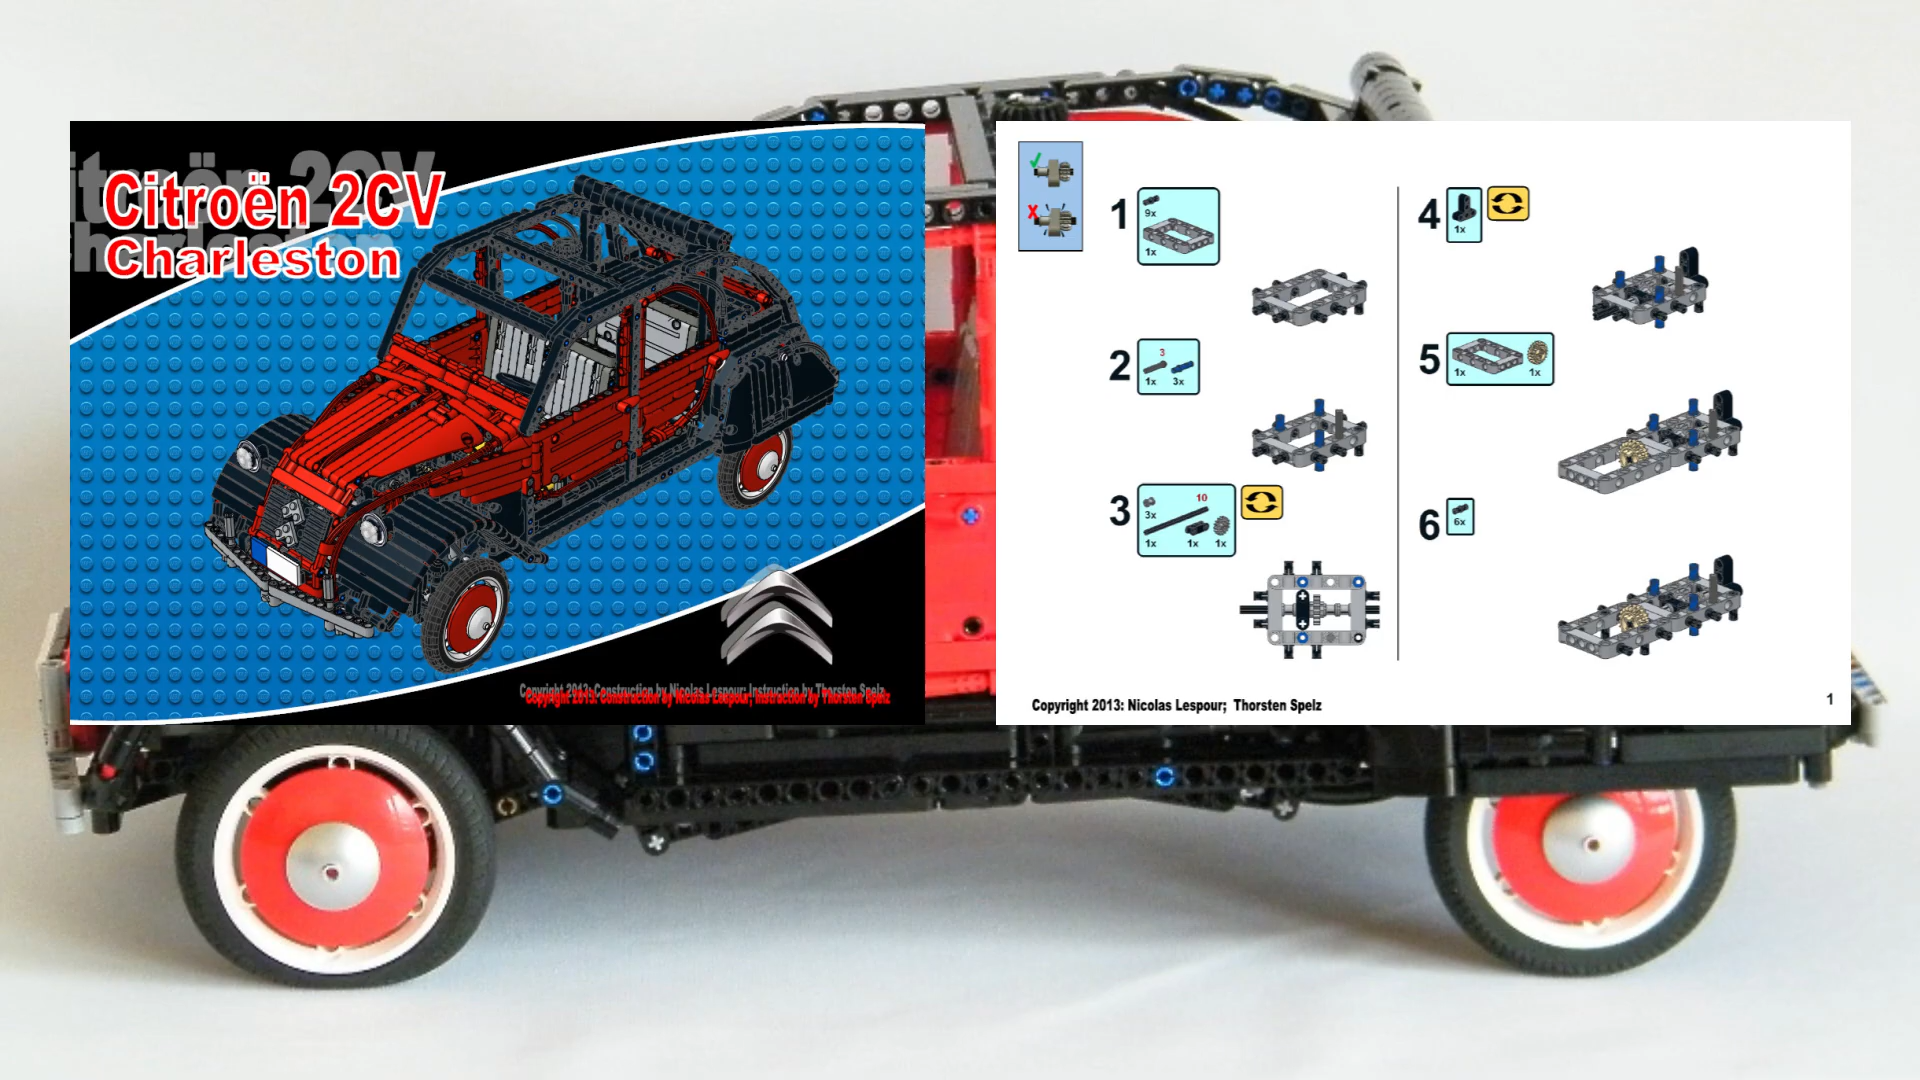 Citroën 2CV
Charleston
Copyright 2013: Construction by Nicolas Lespour; Instruction by Thorsten Spelz
1
9x
1x
2
3
1x 3x
3
3x
10
1x 1x 1x
4
1x
5
1x 1x
6
6x
Copyright 2013: Nicolas Lespour; Thorsten Spelz
1